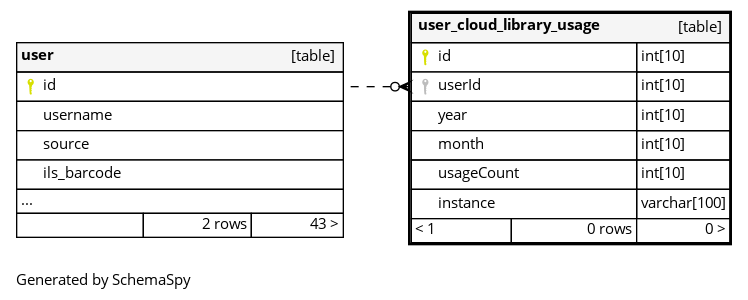 user [table]
id
username
source
ils_barcode
...
2 rows 43 >
user_cloud_library_usage [table]
id int[10]
userId int[10]
year int[10]
month int[10]
usageCount int[10]
instance varchar[100]
< 1 0 rows 0 >
Generated by SchemaSpy